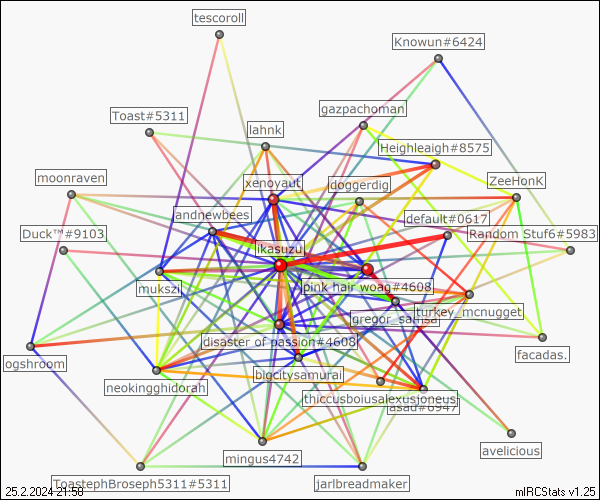 tescoroll
Knowun#6424
gazpachoman
Toast#5311
lahnk
Heighleaigh#8575
moonraven
xenoyaut
doggerdig
ZeeHonK
andnewbees
default#0617
Duck™#9103
Random Stuf6#5983
likasuzu
mukszi
pink hair woag#4608
gregor_samsa
turkey_mcnugget
disaster of passion#4608
facadas.
ogshroom
bigcitysamurai
neokingghidorah
thiccusboiusalexusjoneus
asad#6947
avelicious
mingus4742
ToastephBroseph5311#5311
jarlbreadmaker
25.2.2024 21:58
mIRCStats v1.25